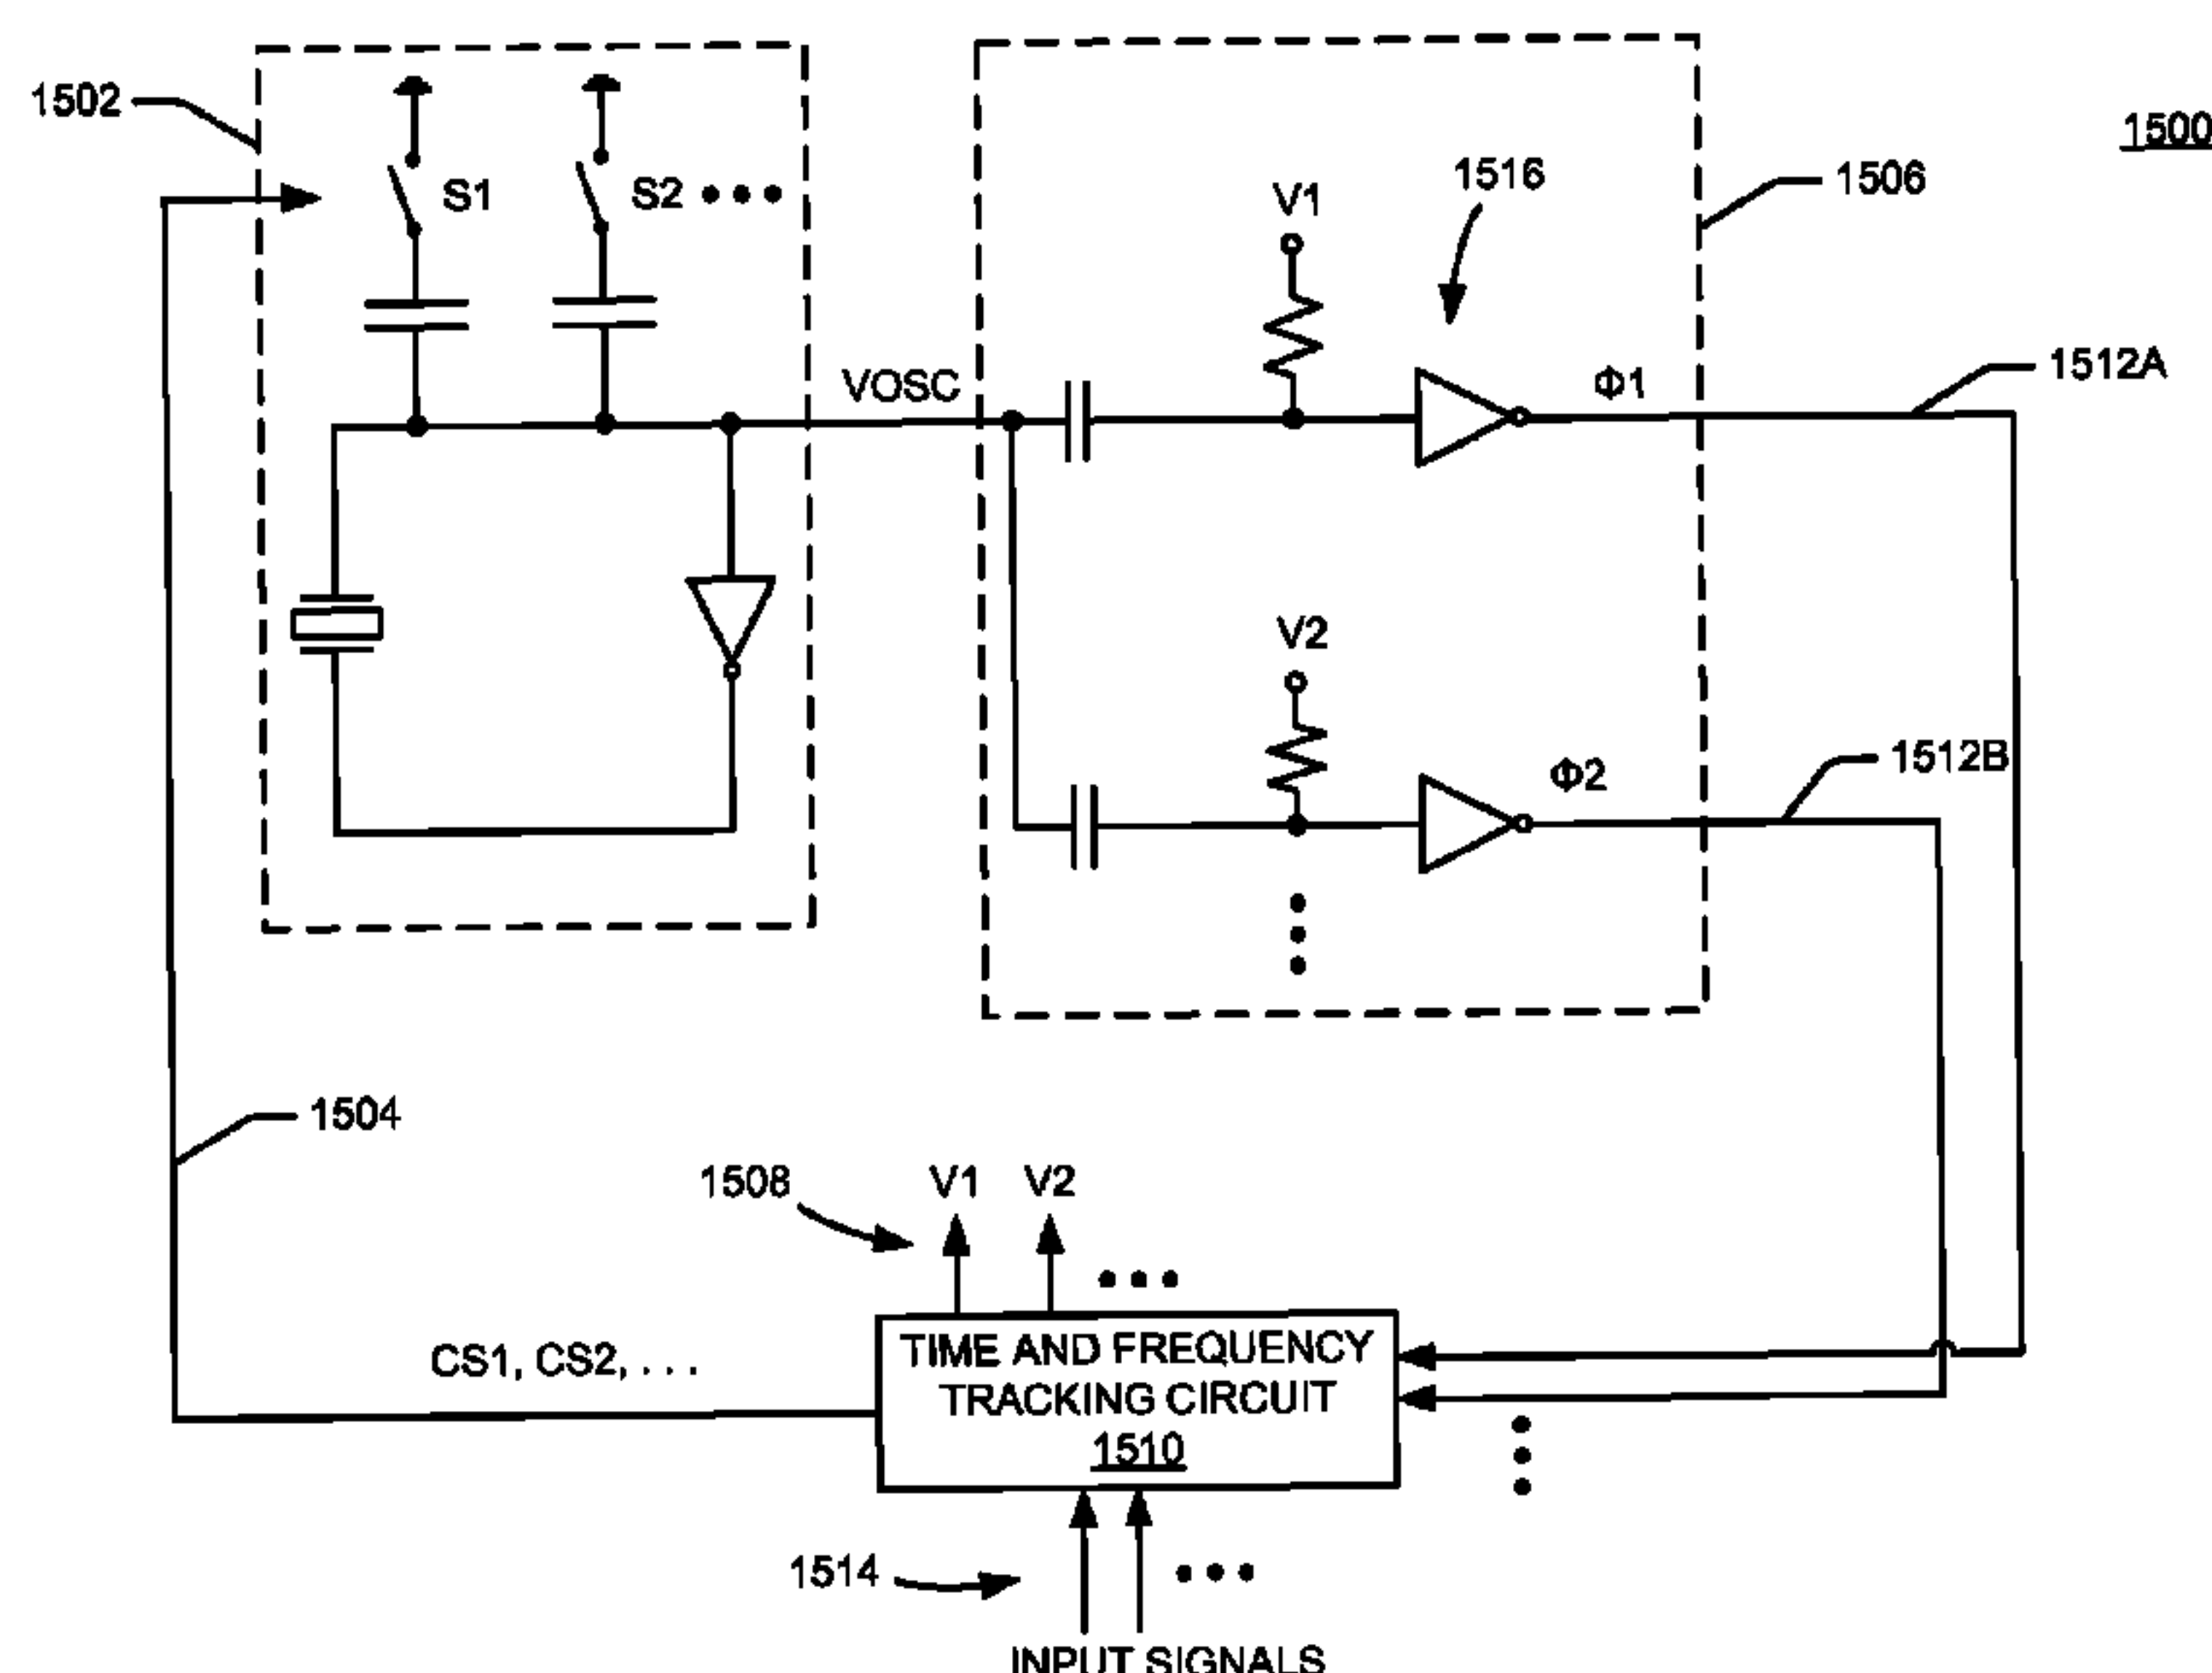 1502
S1
S2
1500
1516
1506
V1
VOSC
Φ1
1512A
V2
Φ2
1512B
1504
1508
V1
V2
CS1, CS2, . . .
TIME AND FREQUENCY
TRACKING CIRCUIT
1510
1514
INPUT SIGNALS